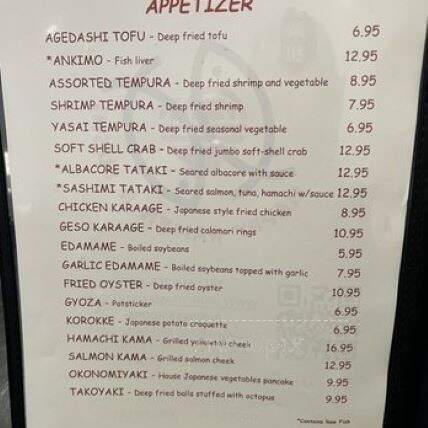 APPETIZER
AGEDASHI TOFU - Deep fried tofu 6.95
*ANKIMO - Fish liver 12.95
ASSORTED TEMPURA - Deep fried shrimp and vegetable 8.95
SHRIMP TEMPURA - Deep fried shrimp 7.95
YASAI TEMPURA - Deep fried seasonal vegetable 6.95
SOFT SHELL CRAB - Deep fried jumbo soft-shell crab 12.95
*ALBACORE TATAKI - Seared albacore with sauce 12.95
*SASHIMI TATAKI - Seared salmon, tuna, hamachi w/sauce 12.95
CHICKEN KARAAGE - Japanese style fried chicken 8.95
GESO KARAAGE - Deep fried calamari rings 10.95
EDAMAME - Boiled soybeans 5.95
GARLIC EDAMAME - Boiled soybeans topped with garlic 7.95
FRIED OYSTER - Deep fried oyster 10.95
GYOZA - Potsticker 6.95
KOROKKE - Japanese potato croquette 6.95
HAMACHI KAMA - Grilled yellowtail cheek 16.95
SALMON KAMA - Grilled salmon cheek 12.95
OKONOMIYAKI - House Japanese vegetables pancake 9.95
TAKOYAKI - Deep fried balls stuffed with octopus 9.95
*Contains Raw Fish